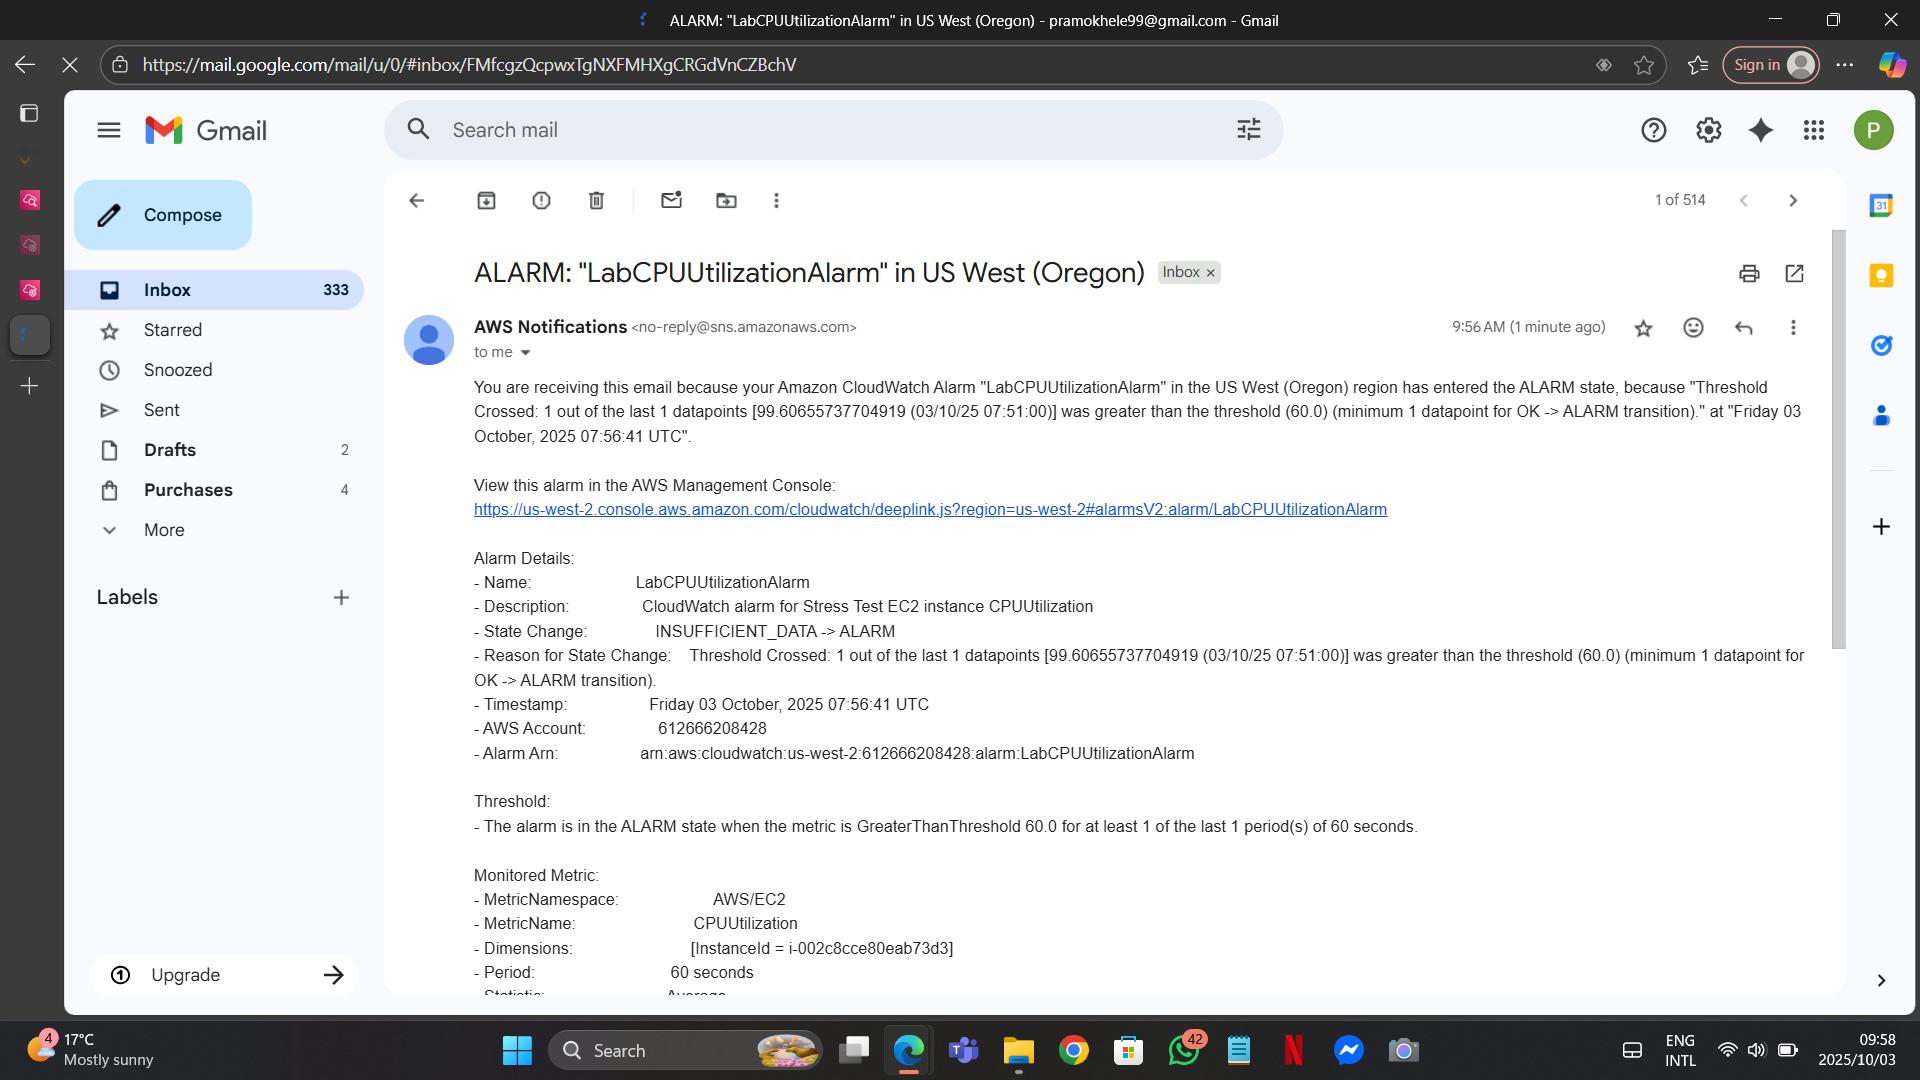 ALARM: "LabCPUUtilizationAlarm" in US West (Oregon) - pramokhele99@gmail.com - Gmail
https://mail.google.com/mail/u/0/#inbox/FMfcgzQcpwxTgNXFMHXgCRGdVnCZBchV
Sign in
Gmail
Search mail
P
Compose
1 of 514
31
Inbox 333
Starred
Snoozed
Sent
Drafts 2
Purchases 4
More
Labels
Upgrade
ALARM: "LabCPUUtilizationAlarm" in US West (Oregon) Inbox
AWS Notifications <no-reply@sns.amazonaws.com> 9:56 AM (1 minute ago)
to me
You are receiving this email because your Amazon CloudWatch Alarm "LabCPUUtilizationAlarm" in the US West (Oregon) region has entered the ALARM state, because "Threshold
Crossed: 1 out of the last 1 datapoints [99.60655737704919 (03/10/25 07:51:00)] was greater than the threshold (60.0) (minimum 1 datapoint for OK -> ALARM transition)." at "Friday 03
October, 2025 07:56:41 UTC".
View this alarm in the AWS Management Console:
https://us-west-2.console.aws.amazon.com/cloudwatch/deeplink.js?region=us-west-2#alarmsV2:alarm/LabCPUUtilizationAlarm
Alarm Details:
- Name: LabCPUUtilizationAlarm
- Description: CloudWatch alarm for Stress Test EC2 instance CPUUtilization
- State Change: INSUFFICIENT_DATA -> ALARM
- Reason for State Change: Threshold Crossed: 1 out of the last 1 datapoints [99.60655737704919 (03/10/25 07:51:00)] was greater than the threshold (60.0) (minimum 1 datapoint for
OK -> ALARM transition).
- Timestamp: Friday 03 October, 2025 07:56:41 UTC
- AWS Account: 612666208428
- Alarm Arn: arn:aws:cloudwatch:us-west-2:612666208428:alarm:LabCPUUtilizationAlarm
Threshold:
- The alarm is in the ALARM state when the metric is GreaterThanThreshold 60.0 for at least 1 of the last 1 period(s) of 60 seconds.
Monitored Metric:
- MetricNamespace: AWS/EC2
- MetricName: CPUUtilization
- Dimensions: [InstanceId = i-002c8cce80eab73d3]
- Period: 60 seconds
- Statistic: Average
4
17°C
Mostly sunny
Search
42
ENG
INTL
09:58
2025/10/03